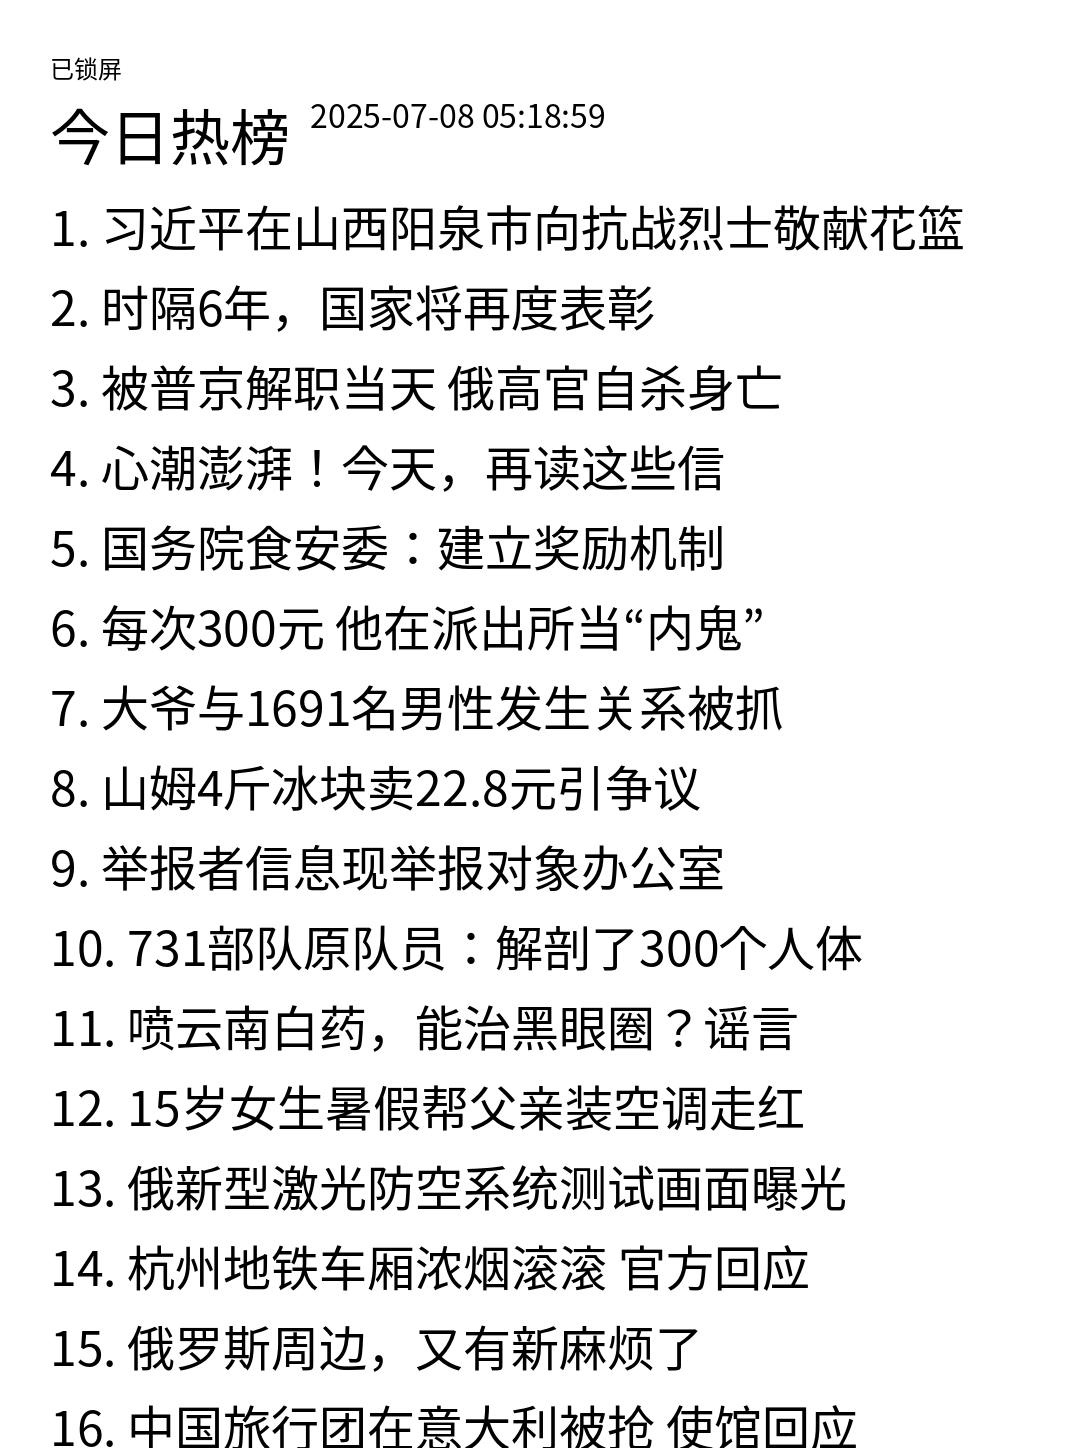 已锁屏
今日热榜 2025-07-08 05:18:59
1. 习近平在山西阳泉市向抗战烈士敬献花篮
2. 时隔6年，国家将再度表彰
3. 被普京解职当天 俄高官自杀身亡
4. 心潮澎湃！今天，再读这些信
5. 国务院食安委：建立奖励机制
6. 每次300元 他在派出所当“内鬼”
7. 大爷与1691名男性发生关系被抓
8. 山姆4斤冰块卖22.8元引争议
9. 举报者信息现举报对象办公室
10. 731部队原队员：解剖了300个人体
11. 喷云南白药，能治黑眼圈？谣言
12. 15岁女生暑假帮父亲装空调走红
13. 俄新型激光防空系统测试画面曝光
14. 杭州地铁车厢浓烟滚滚 官方回应
15. 俄罗斯周边，又有新麻烦了
16. 中国旅行团在意大利被抢 使馆回应